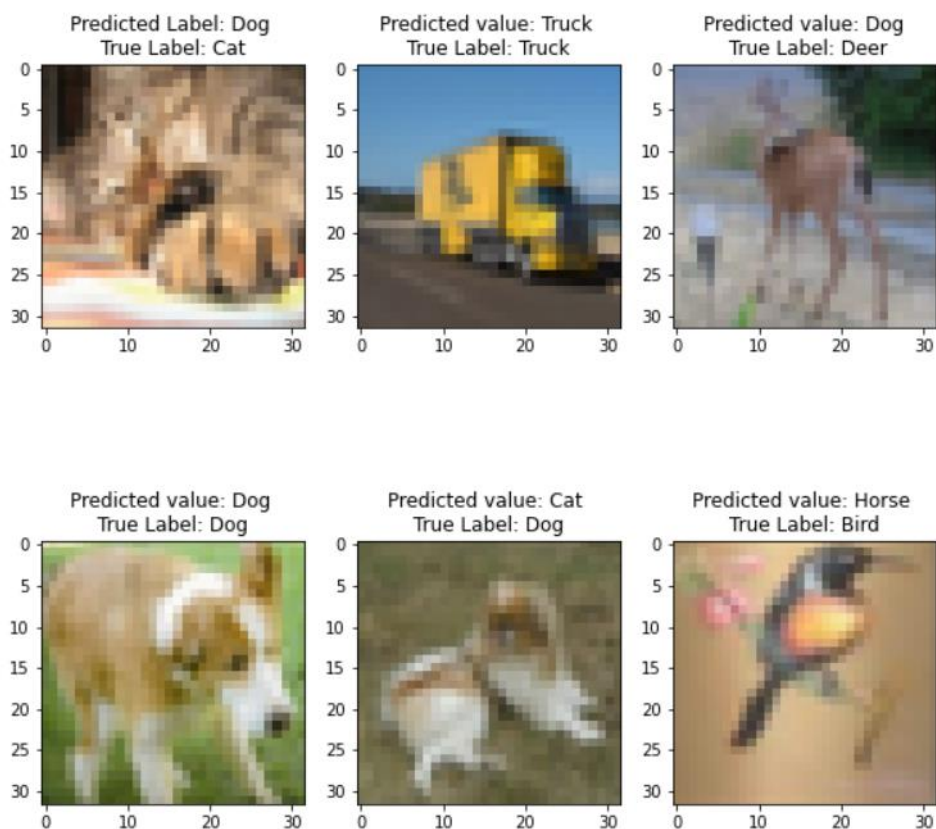 Predicted Label: Dog
True Label: Cat
Predicted value: Truck
True Label: Truck
Predicted value: Dog
True Label: Deer
0
5
10
15
20
25
30
0 10 20 30
0
5
10
15
20
25
30
0 10 20 30
0
5
10
15
20
25
30
0 10 20 30
Predicted value: Dog
True Label: Dog
Predicted value: Cat
True Label: Dog
Predicted value: Horse
True Label: Bird
0
5
10
15
20
25
30
0 10 20 30
0
5
10
15
20
25
30
0 10 20 30
0
5
10
15
20
25
30
0 10 20 30